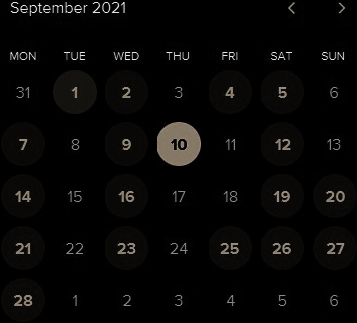 September 2021
MON TUE WED THU FRI SAT SUN
31 1 2 3 4 5 6
7 8 9 10 11 12 13
14 15 16 17 18 19 20
21 22 23 24 25 26 27
28 1 2 3 4 5 6